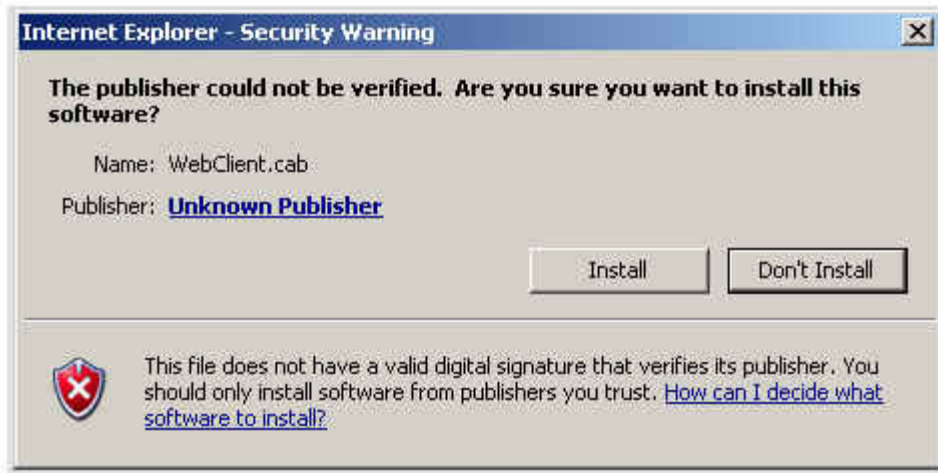 Internet Explorer - Security Warning
The publisher could not be verified. Are you sure you want to install this
software?
Name: WebClient.cab
Publisher: Unknown Publisher
Install Don't Install
This file does not have a valid digital signature that verifies its publisher. You
should only install software from publishers you trust. How can I decide what
software to install?